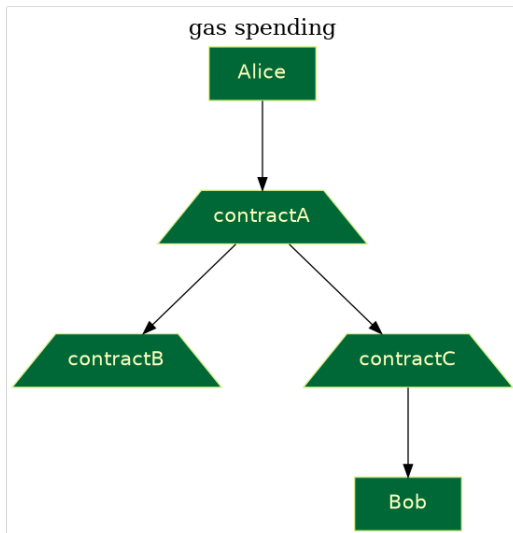 gas spending
Alice
contractA
contractB
contractC
Bob